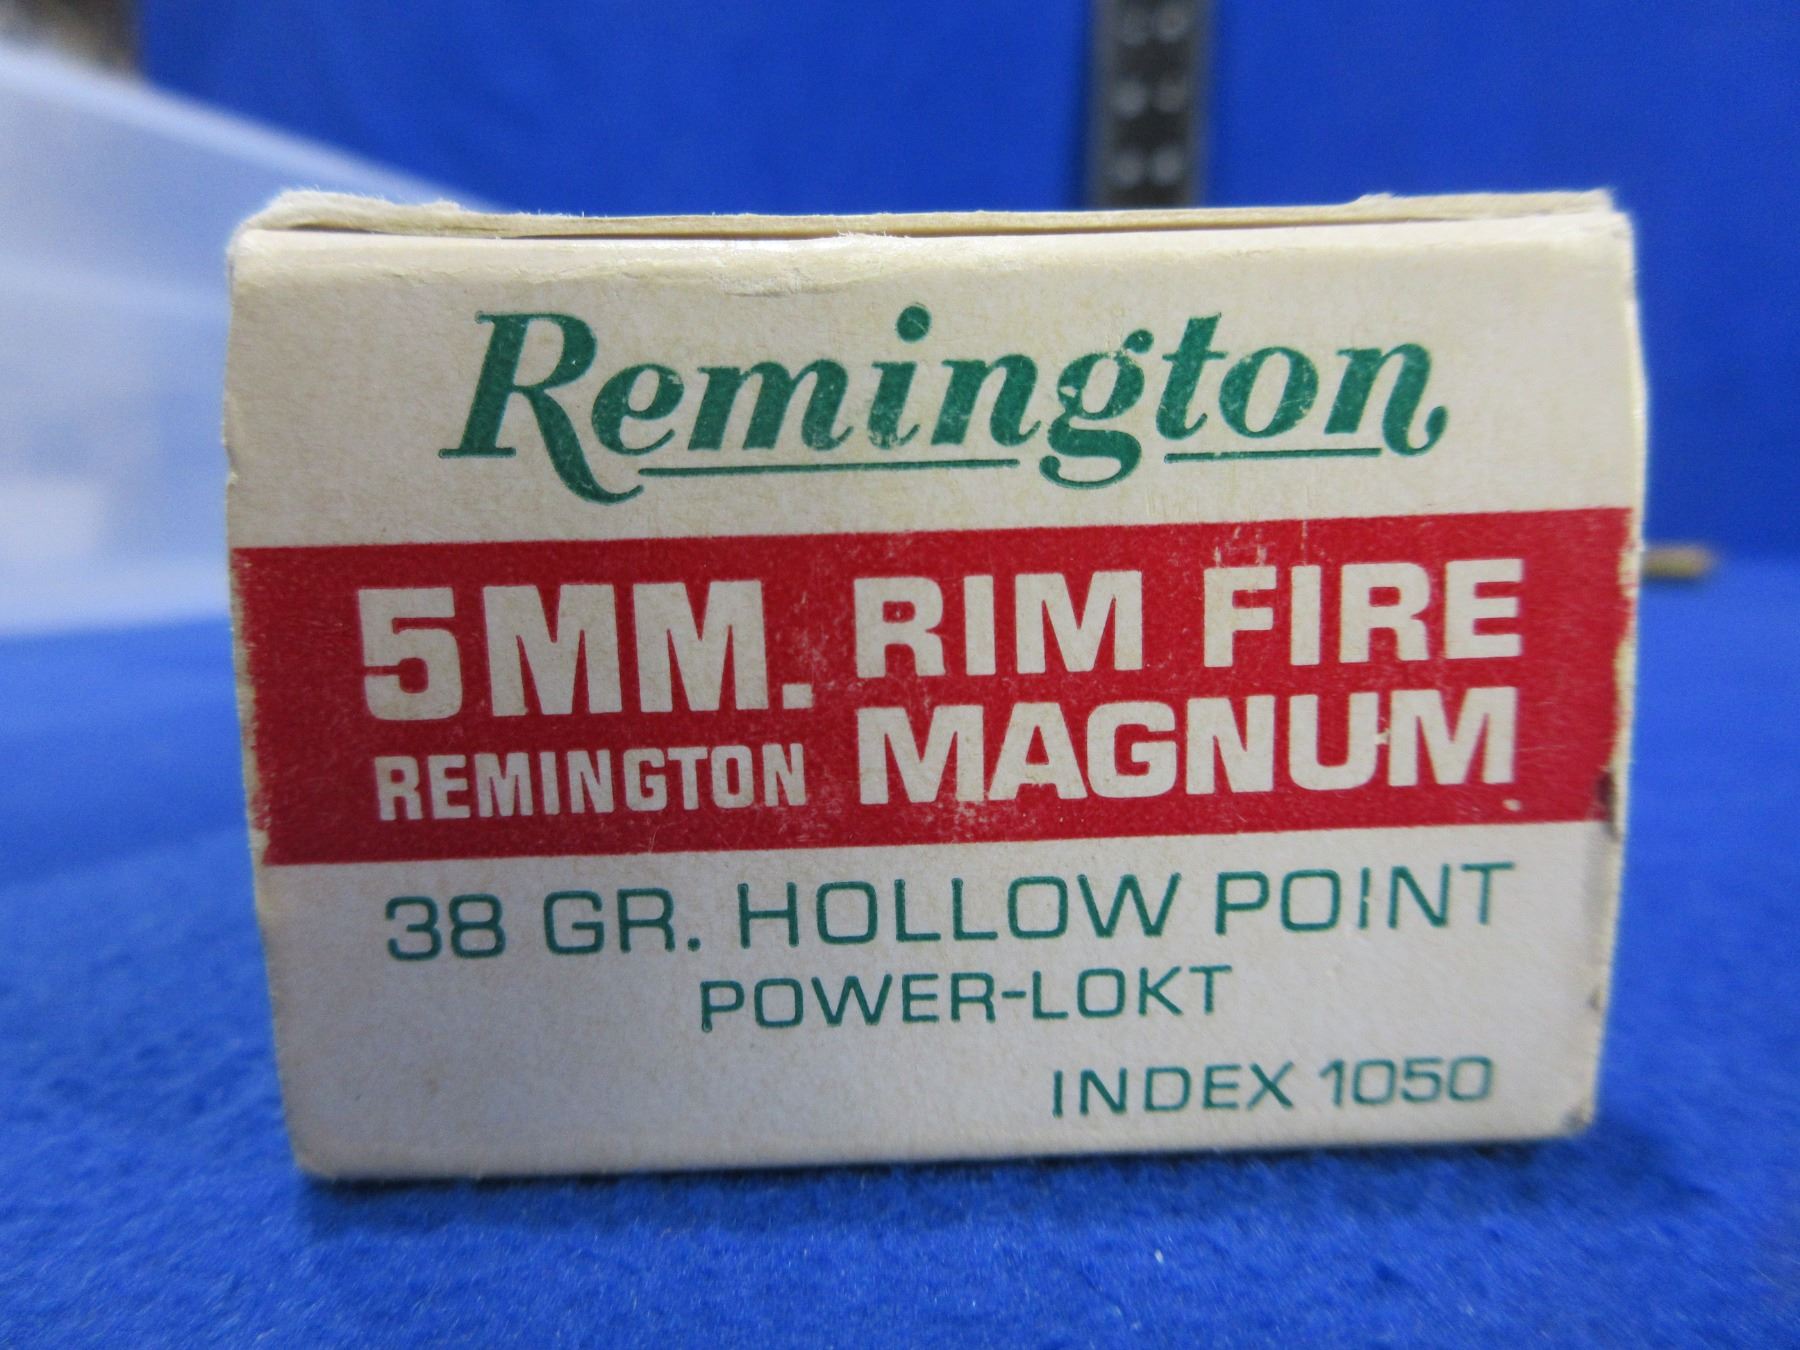 Remington
5MM. RIM FIRE
REMINGTON MAGNUM
38 GR. HOLLOW POINT
POWER-LOKT
INDEX 1050